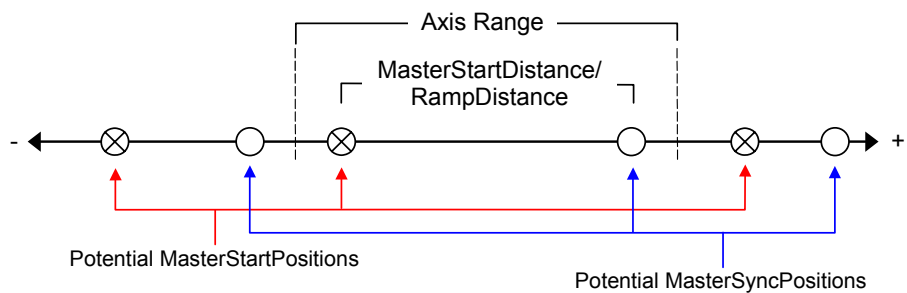 Axis Range
MasterStartDistance/
RampDistance
-
+
Potential MasterStartPositions
Potential MasterSyncPositions